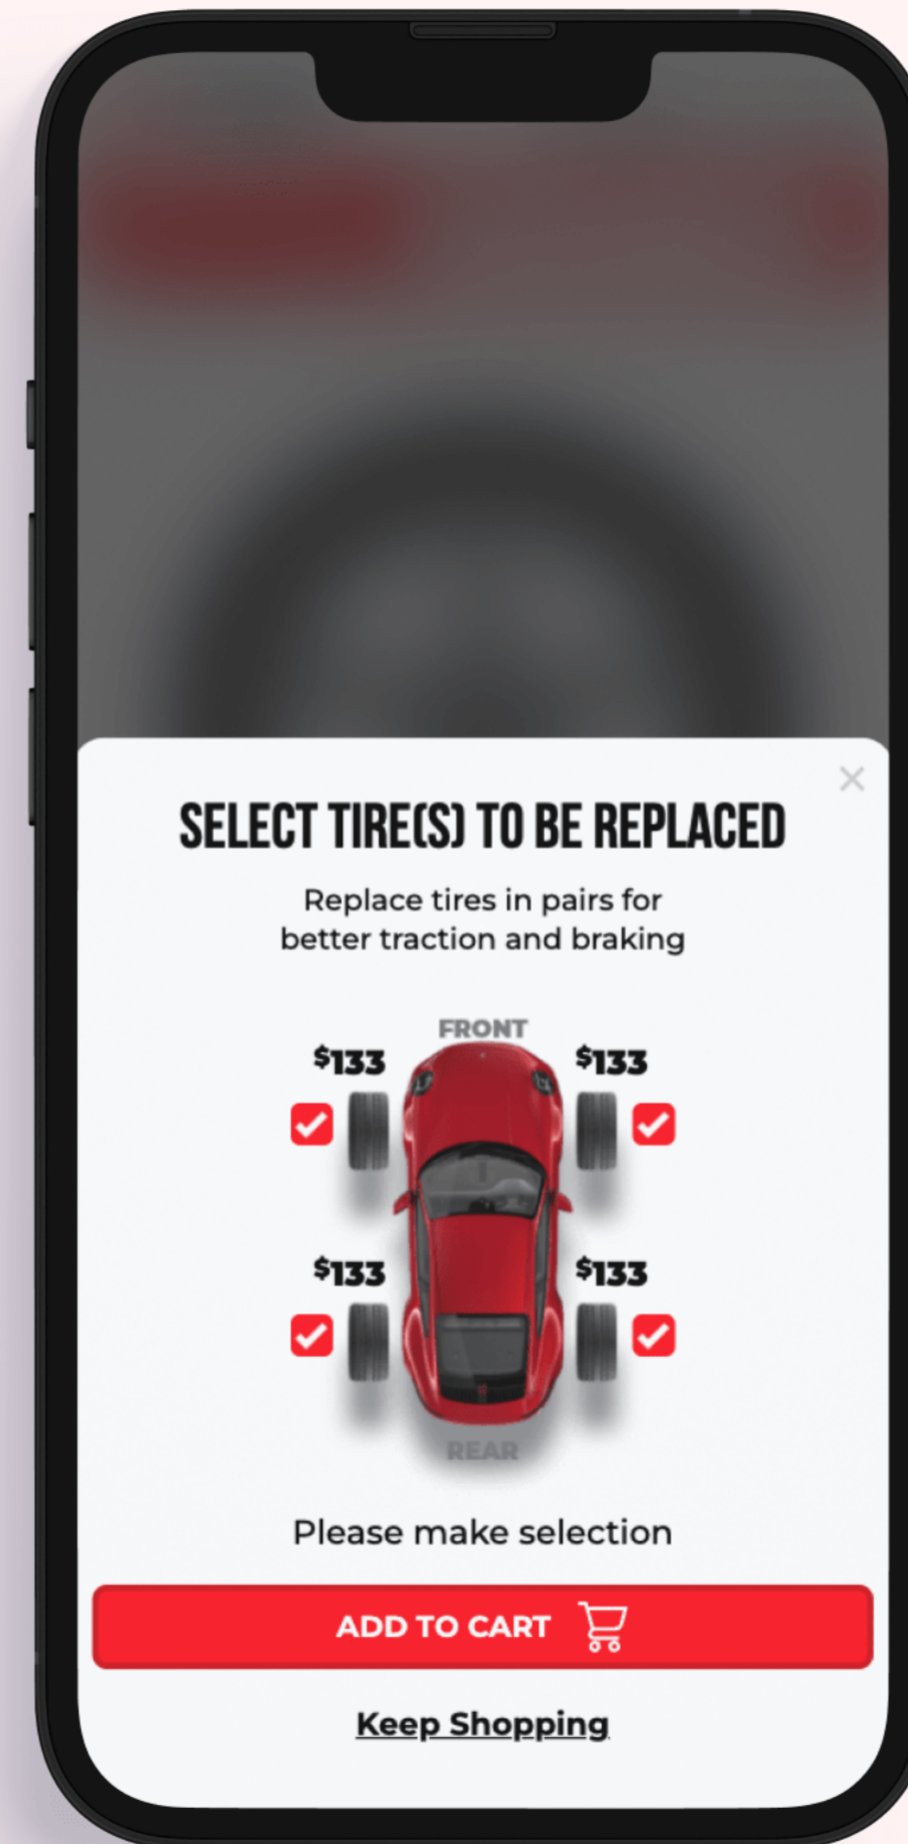 SELECT TIRE(S) TO BE REPLACED
Replace tires in pairs for
better traction and braking
FRONT
$133 $133
$133 $133
REAR
Please make selection
ADD TO CART
Keep Shopping